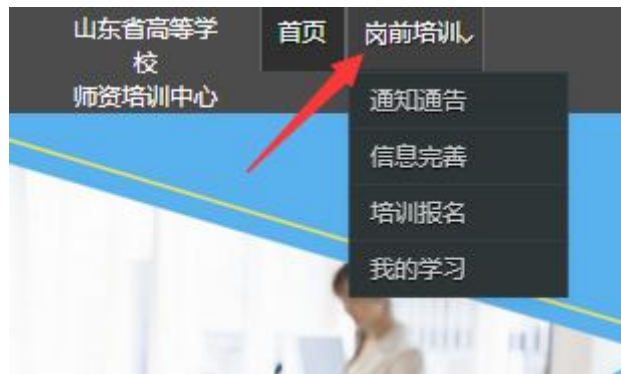 山东省高等学
校
师资培训中心
首页
岗前培训
通知通告
信息完善
培训报名
我的学习